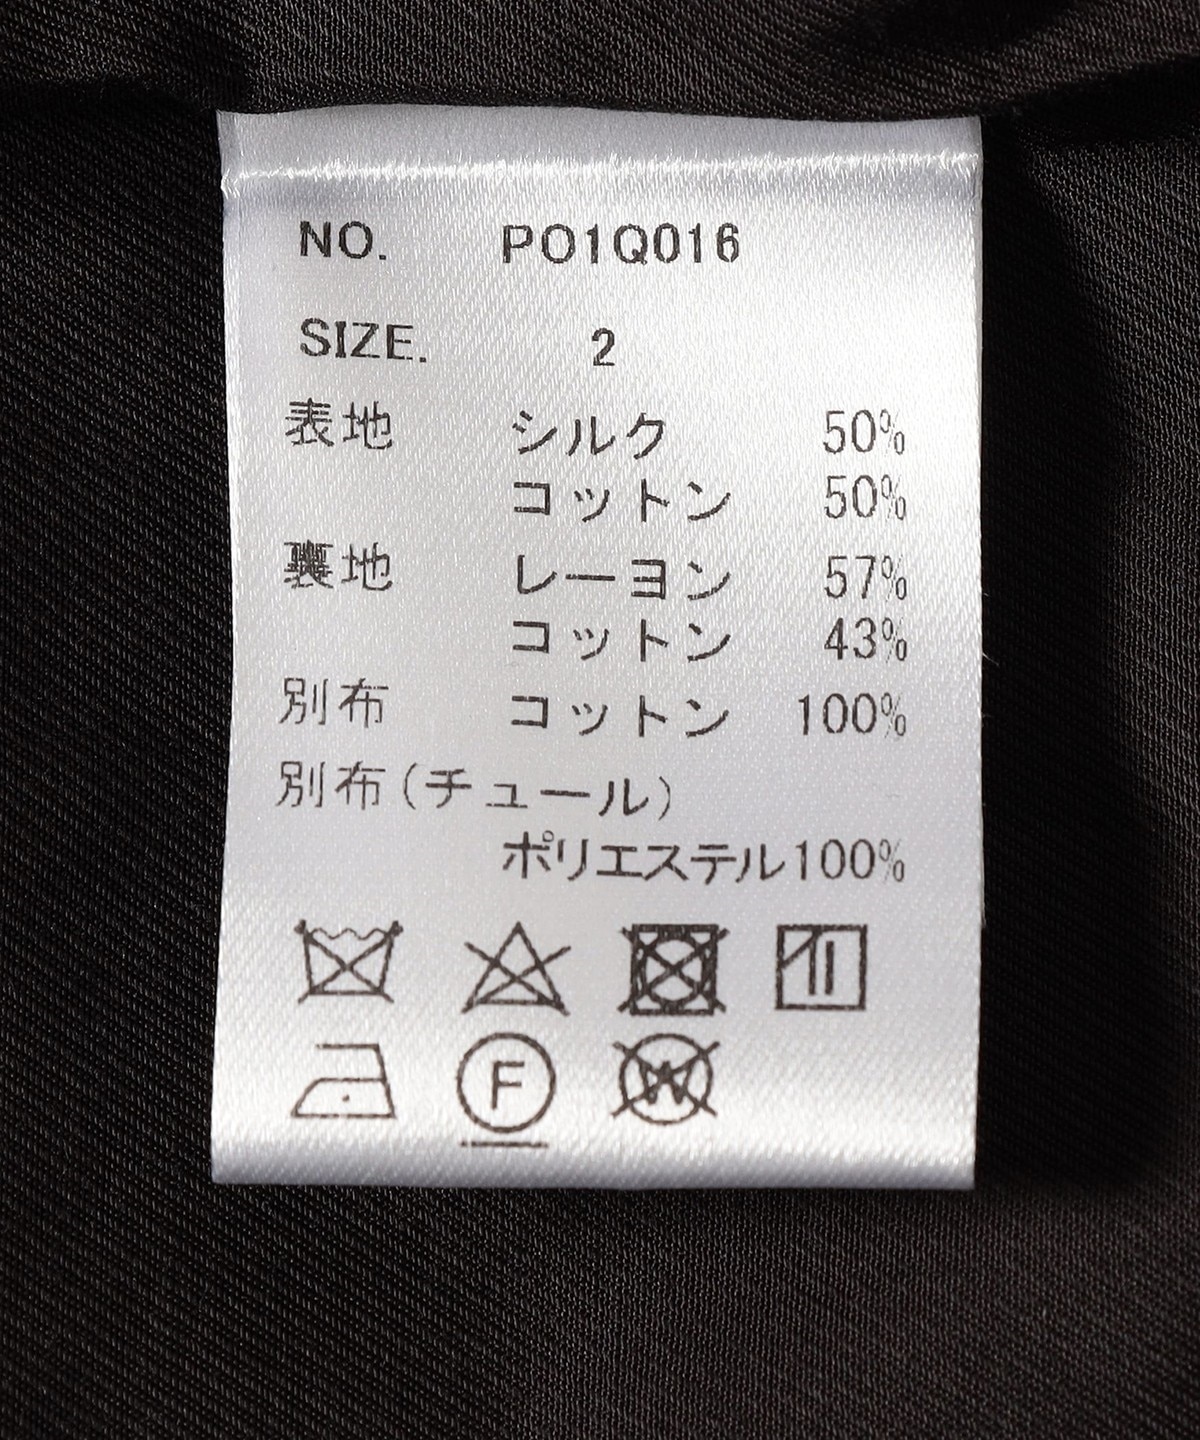 NO. PO1Q016
SIZE. 2
表地 シルク 50%
コットン 50%
裏地 レーヨン 57%
コットン 43%
別布 コットン 100%
別布(チュール)
ポリエステル100%
F W